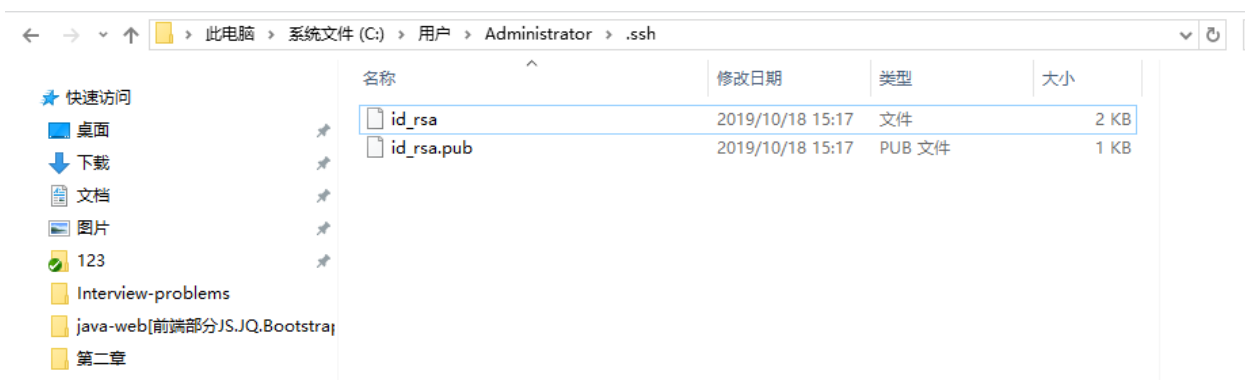 此电脑 > 系统文件 (C:) > 用户 > Administrator > .ssh
名称 修改日期 类型 大小
快速访问
桌面
下载
文档
图片
123
Interview-problems
java-web[前端部分JS.JQ.Bootstrap
第二章
id_rsa 2019/10/18 15:17 文件 2 KB
id_rsa.pub 2019/10/18 15:17 PUB 文件 1 KB